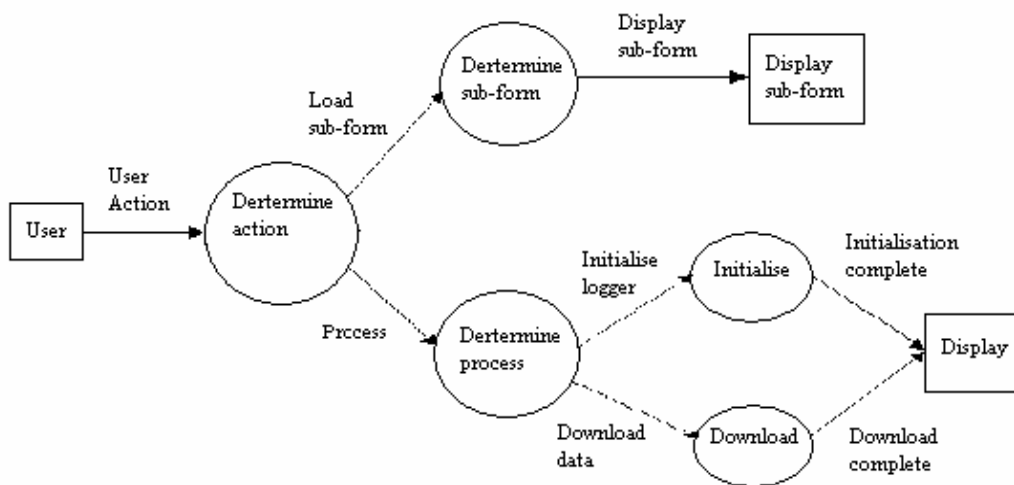 Display
sub-form
Dertermine
sub-form
Display
sub-form
Load
sub-form
User
Action
User
Dertermine
action
Initialise
logger
Initialise
Initialisation
complete
Prccess
Dertermine
process
Display
Download
data
Download
Download
complete